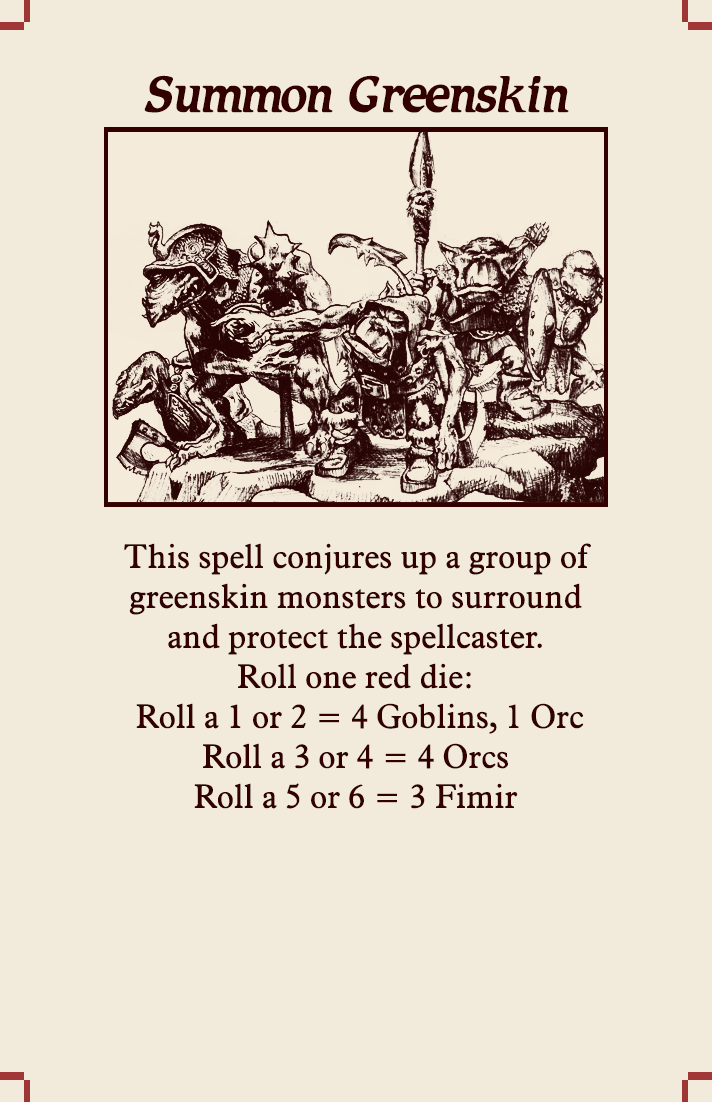 Summon Greenskin
This spell conjures up a group of
greenskin monsters to surround
and protect the spellcaster.
Roll one red die:
Roll a 1 or 2 = 4 Goblins, 1 Orc
Roll a 3 or 4 = 4 Orcs
Roll a 5 or 6 = 3 Fimir